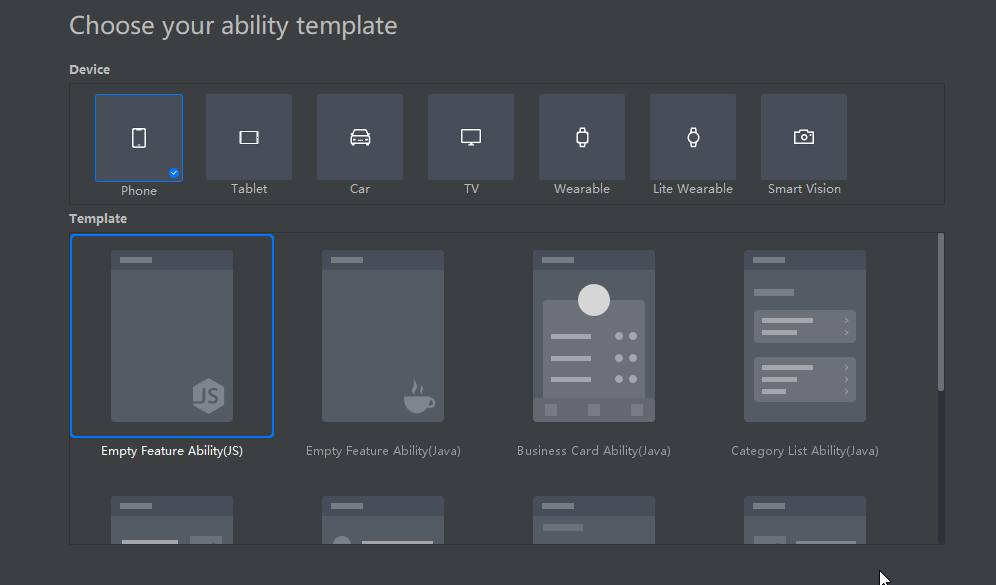 Choose your ability template
Device
Phone
Tablet
Car
TV
Wearable
Lite Wearable
Smart Vision
Template
JS
Empty Feature Ability(JS)
Empty Feature Ability(Java)
Business Card Ability(Java)
Category List Ability(Java)